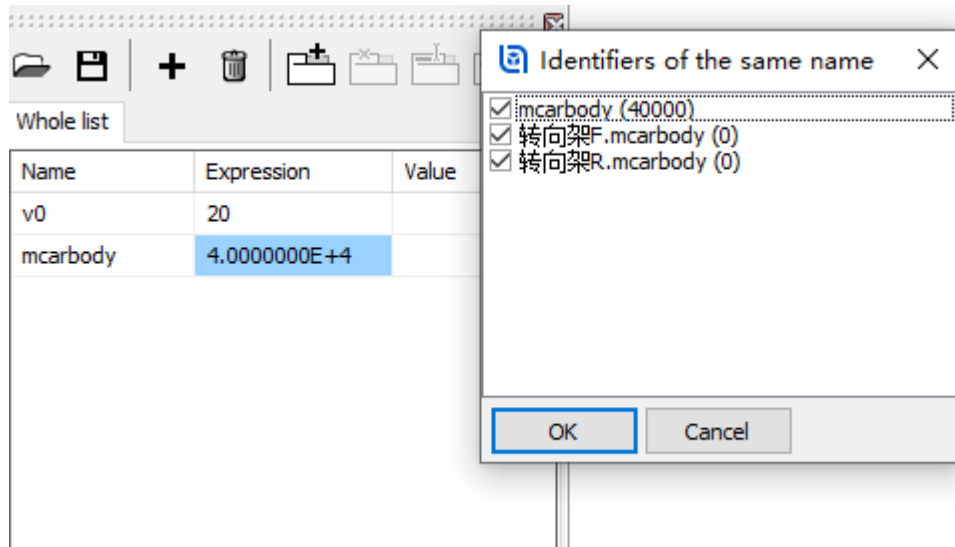 Identifiers of the same name
Whole list
Name Expression Value
v0 20
mcarbody 4.0000000E+4
mcarbody (40000)
转向架F.mcarbody (0)
转向架R.mcarbody (0)
OK Cancel